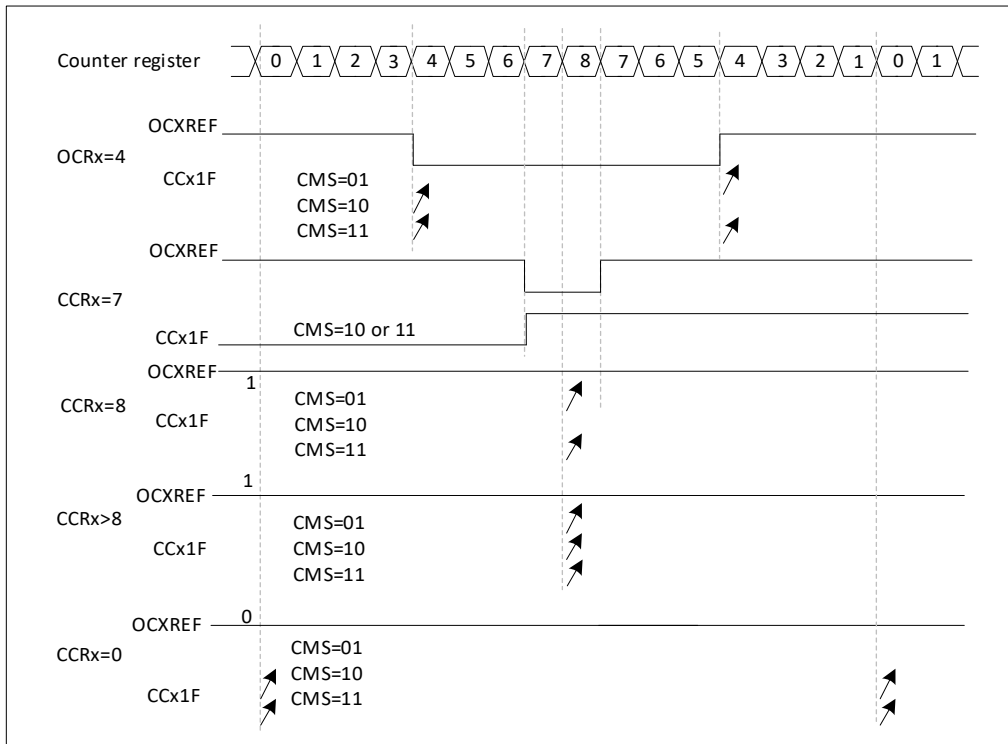 Counter register 0 1 2 3 4 5 6 7 8 7 6 5 4 3 2 1 0 1
OCXREF
OCRx=4
CCx1F
CMS=01
CMS=10
CMS=11
OCXREF
CCRx=7
CCx1F
CMS=10 or 11
OCXREF
1
CCRx=8
CCx1F
CMS=01
CMS=10
CMS=11
OCXREF
1
CCRx>8
CCx1F
CMS=01
CMS=10
CMS=11
OCXREF
0
CCRx=0
CCx1F
CMS=01
CMS=10
CMS=11